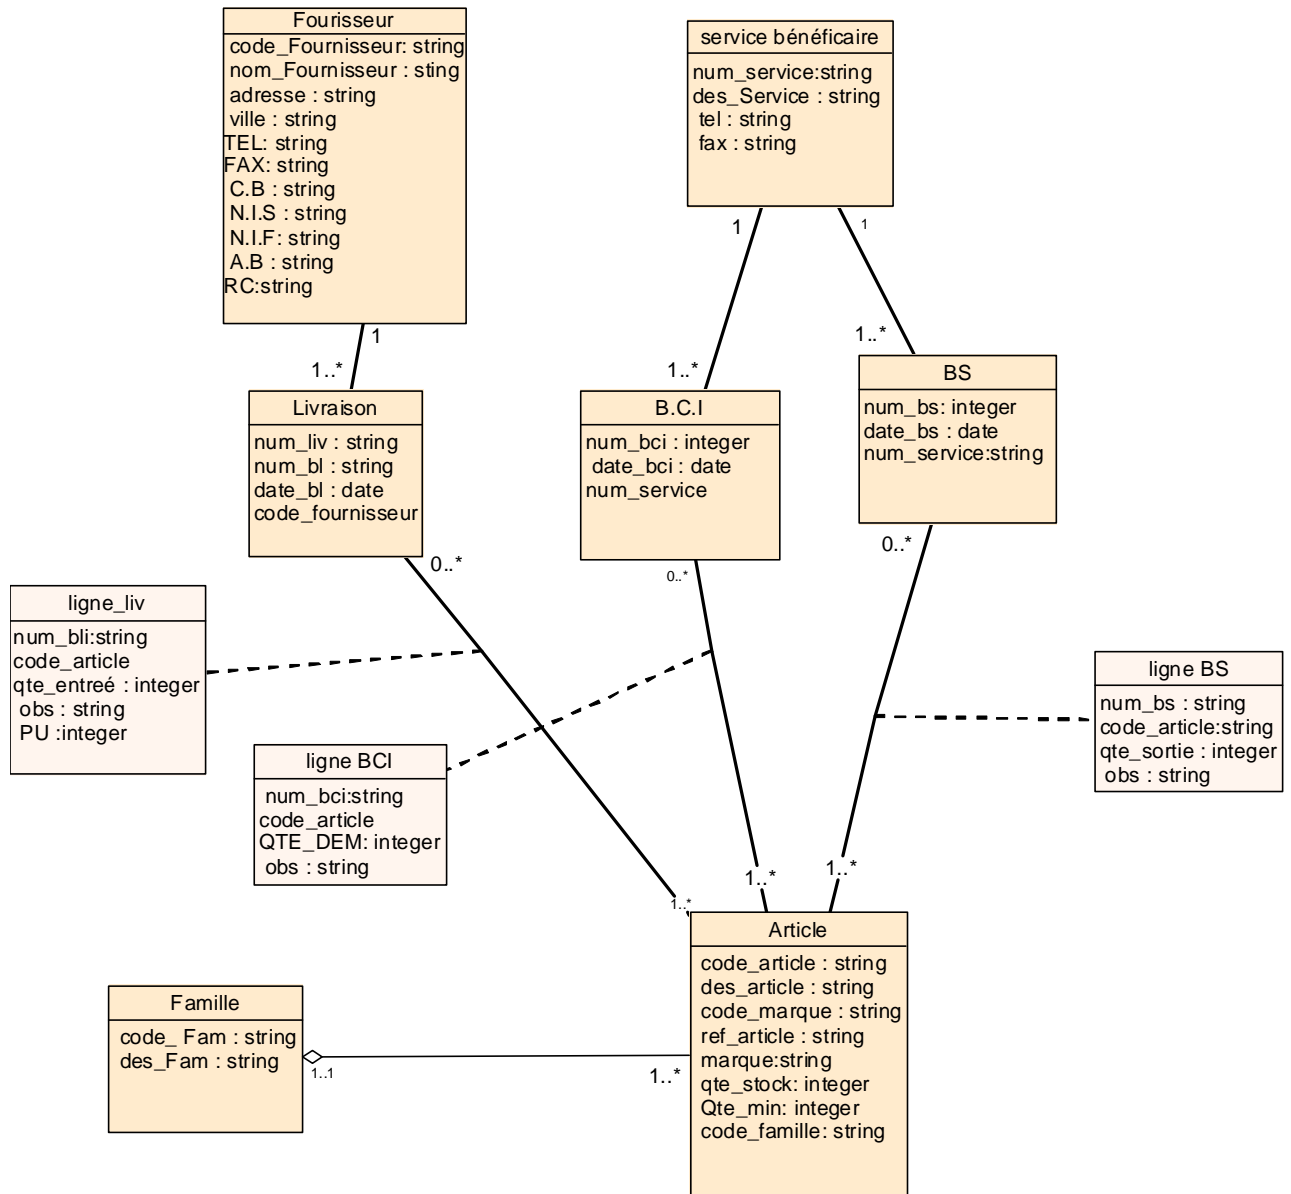 Fourisseur
code_Fournisseur: string
nom_Fournisseur : sting
adresse : string
ville : string
TEL: string
FAX: string
C.B : string
N.I.S : string
N.I.F: string
A.B : string
RC:string
service bénéficaire
num_service:string
des_Service : string
tel : string
fax : string
1
1..*
1
1..*
1
1..*
Livraison
num_liv : string
num_bl : string
date_bl : date
code_fournisseur
B.C.I
num_bci : integer
date_bci : date
num_service
BS
num_bs: integer
date_bs : date
num_service:string
0..*
0..*
0..*
ligne_liv
num_bli:string
code_article
qte_entreé : integer
obs : string
PU :integer
ligne BCI
num_bci:string
code_article
QTE_DEM: integer
obs : string
ligne BS
num_bs : string
code_article:string
qte_sortie : integer
obs : string
1..*
1..*
1..*
Article
code_article : string
des_article : string
code_marque : string
ref_article : string
marque:string
qte_stock: integer
Qte_min: integer
code_famille: string
Famille
code_ Fam : string
des_Fam : string
1..1
1..*